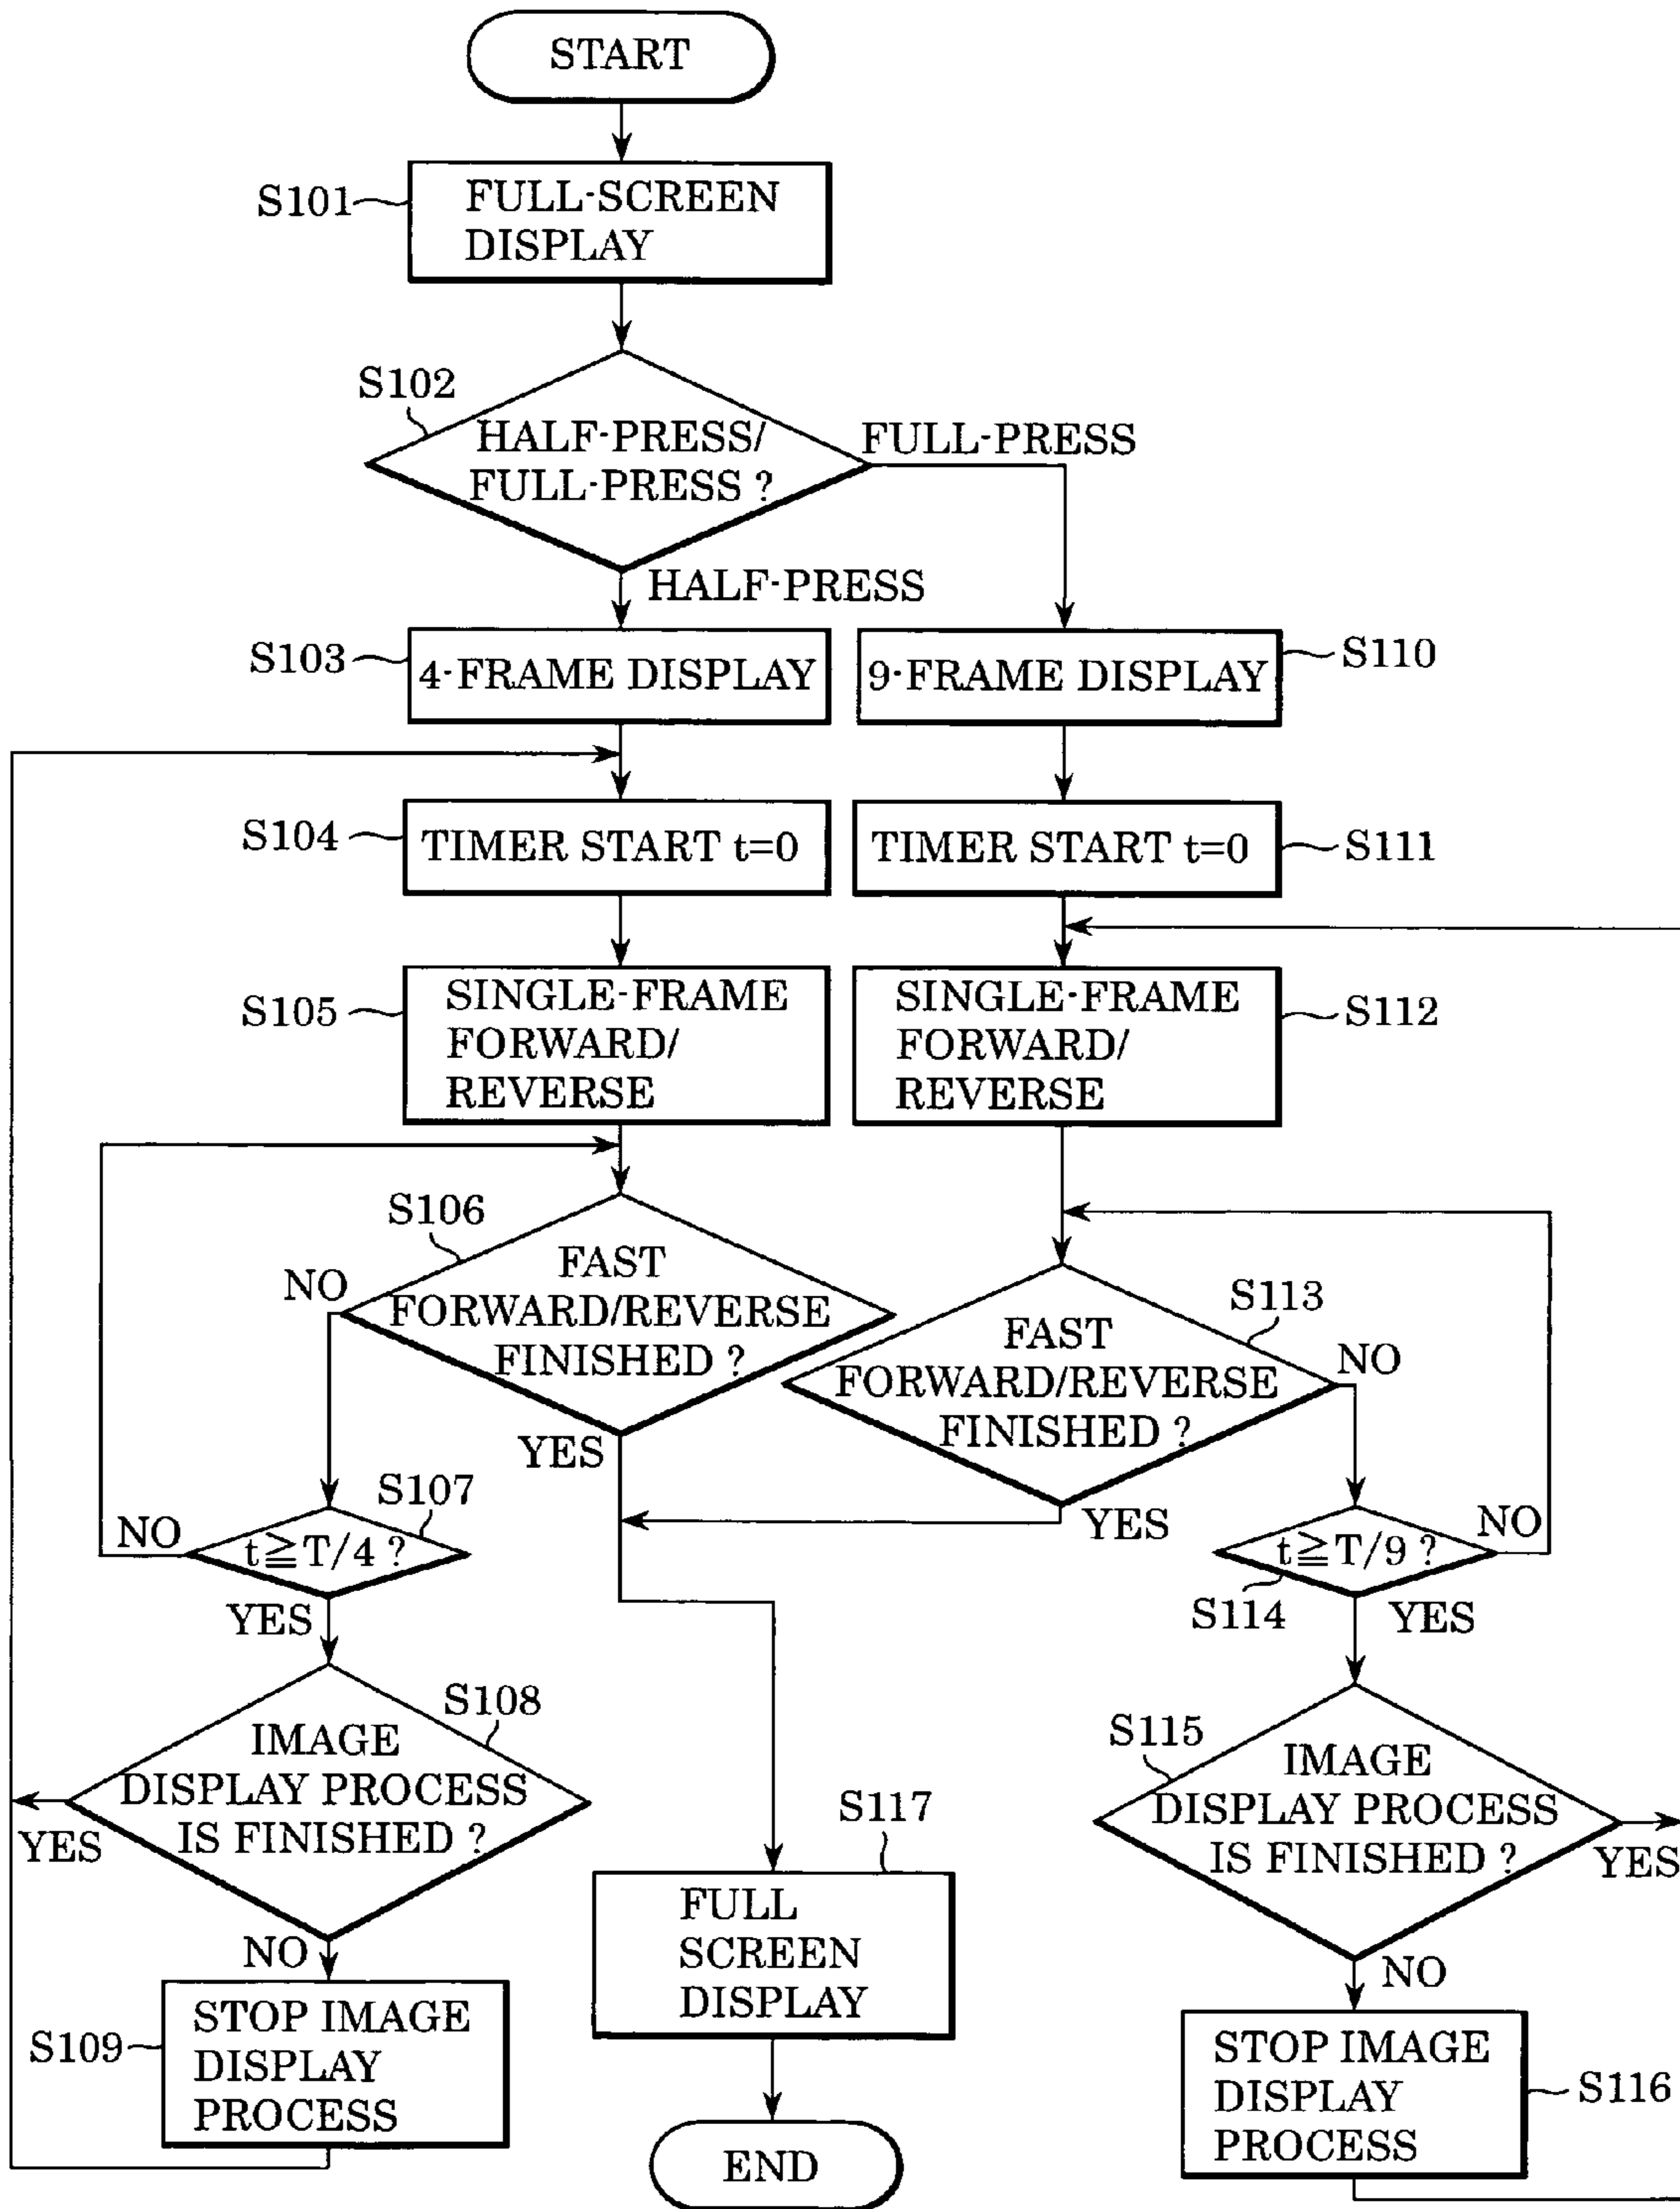 START
S101
FULL-SCREEN
DISPLAY
S102
HALF-PRESS/
FULL-PRESS ?
FULL-PRESS
HALF-PRESS
S103
4-FRAME DISPLAY
9-FRAME DISPLAY
S110
S104
TIMER START t=0
TIMER START t=0
S111
S105
SINGLE-FRAME
FORWARD/
REVERSE
SINGLE-FRAME
FORWARD/
REVERSE
S112
S106
NO
FAST
FORWARD/REVERSE
FINISHED ?
YES
S113
FAST
FORWARD/REVERSE
FINISHED ?
NO
YES
S107
NO
t≧T/4 ?
YES
NO
t≧T/9 ?
S114
YES
S108
IMAGE
DISPLAY PROCESS
IS FINISHED ?
YES
NO
S115
IMAGE
DISPLAY PROCESS
IS FINISHED ?
YES
NO
S117
FULL
SCREEN
DISPLAY
S109
STOP IMAGE
DISPLAY
PROCESS
STOP IMAGE
DISPLAY
PROCESS
S116
END